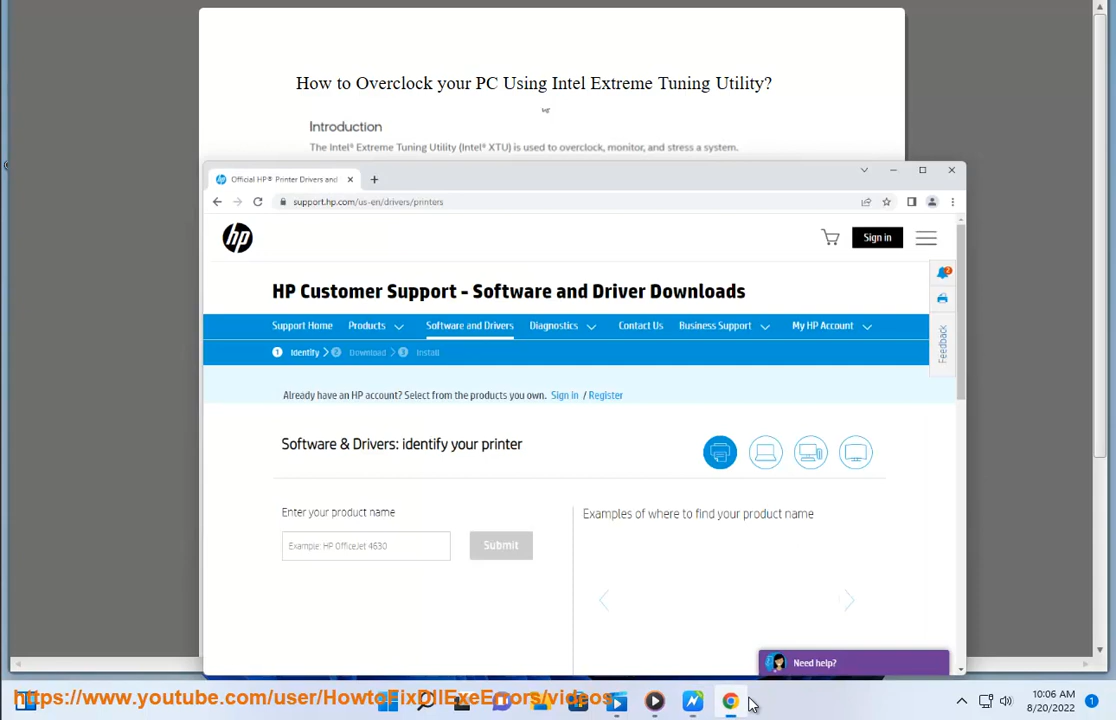 How to Overclock your PC Using Intel Extreme Tuning Utility?
Introduction
The Intel® Extreme Tuning Utility (Intel® XTU) is used to overclock, monitor, and stress a system.
Official HP® Printer Drivers and
support.hp.com/us-en/drivers/printers
hp
Sign in
2
HP Customer Support - Software and Driver Downloads
Support Home Products Software and Drivers Diagnostics Contact Us Business Support My HP Account
Feedback
1 Identify 2 Download 3 Install
Already have an HP account? Select from the products you own. Sign in / Register
Software & Drivers: identify your printer
Enter your product name
Examples of where to find your product name
Example: HP OfficeJet 4630
Submit
Need help?
https://www.youtube.com/user/HowtoFixDllExeErrors/videos
10:06 AM
8/20/2022
1